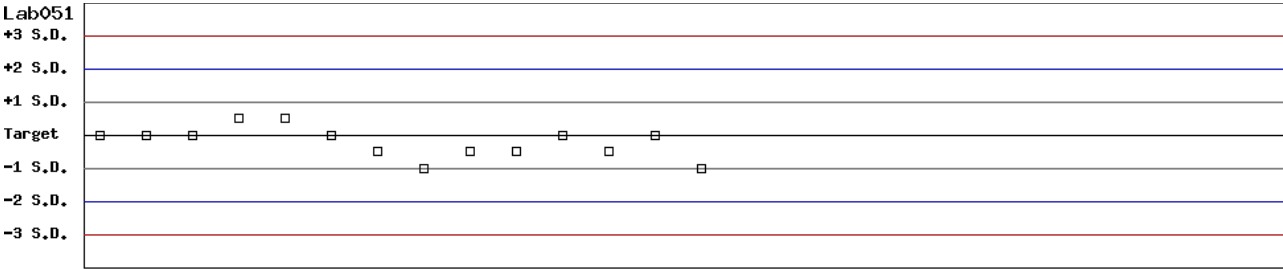 Lab051
+3 S.D.
+2 S.D.
+1 S.D.
Target
-1 S.D.
-2 S.D.
-3 S.D.